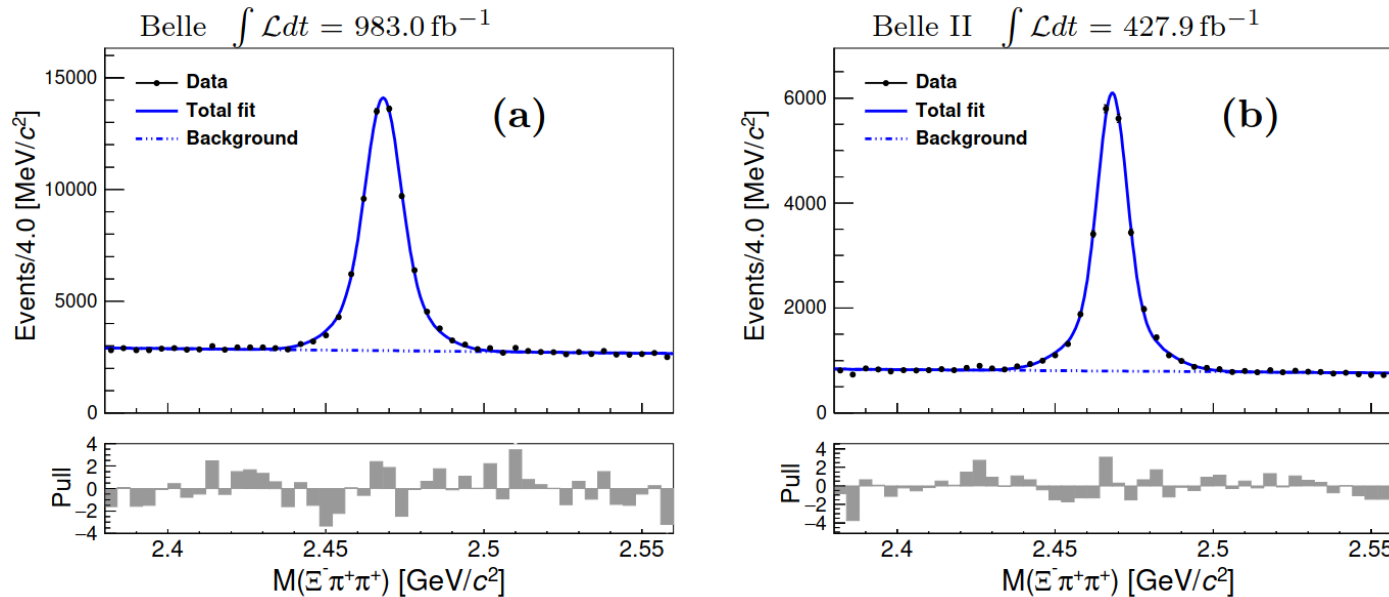 Belle ∫ ℒdt = 983.0 fb⁻¹
15000
10000
5000
0
Events/4.0 [MeV/c²]
Data
Total fit
Background
(a)
4
2
0
−2
−4
Pull
2.4
2.45
2.5
2.55
M(Ξ⁻π⁺π⁺) [GeV/c²]
Belle II ∫ ℒdt = 427.9 fb⁻¹
6000
4000
2000
0
Events/4.0 [MeV/c²]
Data
Total fit
Background
(b)
4
2
0
−2
−4
Pull
2.4
2.45
2.5
2.55
M(Ξ⁻π⁺π⁺) [GeV/c²]